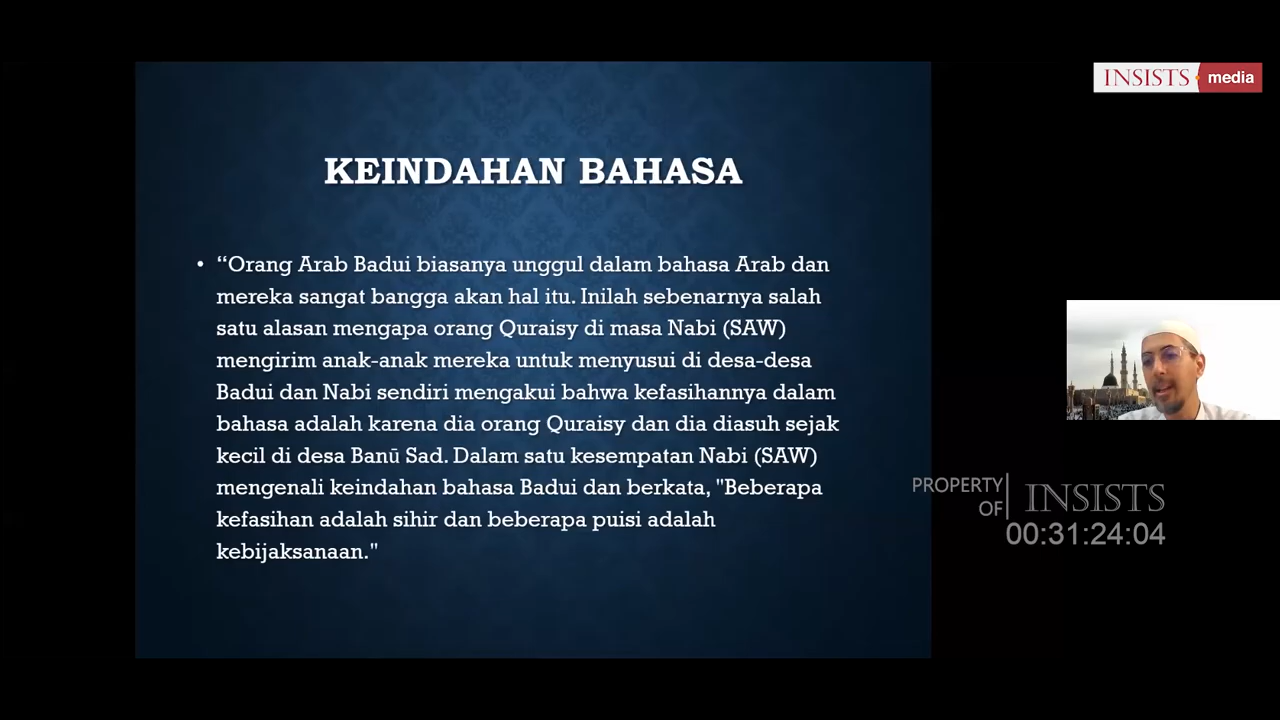 INSISTS media
KEINDAHAN BAHASA
• “Orang Arab Badui biasanya unggul dalam bahasa Arab dan
mereka sangat bangga akan hal itu. Inilah sebenarnya salah
satu alasan mengapa orang Quraisy di masa Nabi (SAW)
mengirim anak-anak mereka untuk menyusui di desa-desa
Badui dan Nabi sendiri mengakui bahwa kefasihannya dalam
bahasa adalah karena dia orang Quraisy dan dia diasuh sejak
kecil di desa Banū Sad. Dalam satu kesempatan Nabi (SAW)
mengenali keindahan bahasa Badui dan berkata, "Beberapa
kefasihan adalah sihir dan beberapa puisi adalah
kebijaksanaan."
PROPERTY OF INSISTS
00:31:24:04